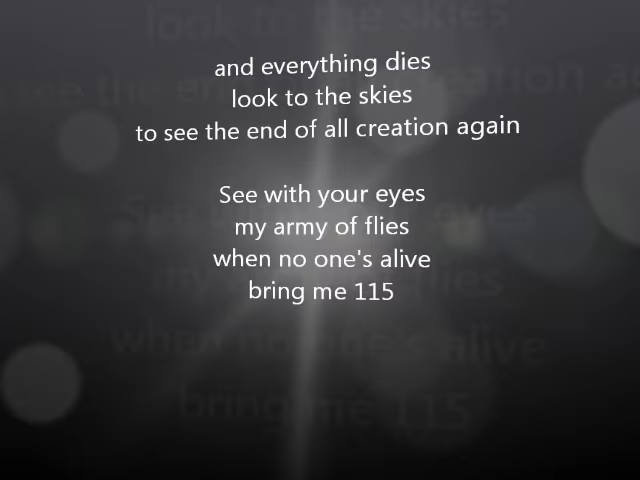 and everything dies
look to the skies
to see the end of all creation again
See with your eyes
my army of flies
when no one's alive
bring me 115